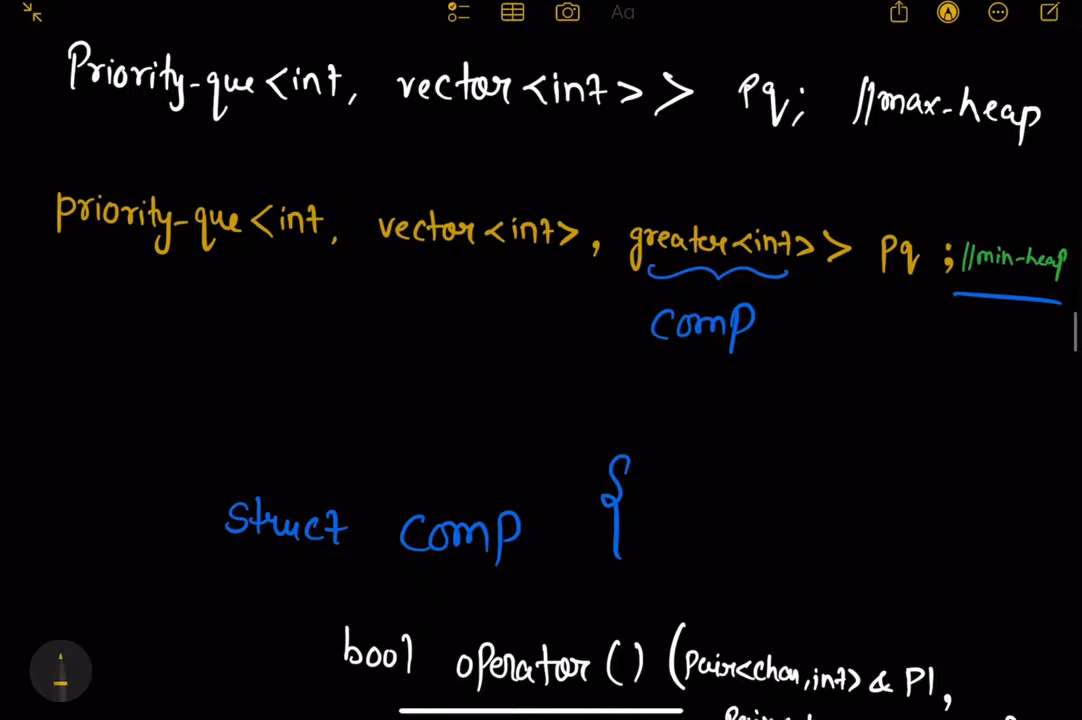 Aa
Priority-que<int, vector<int>> pq; //max-heap
priority-que<int, vector<int>, greater<int>> pq ; //min-heap
comp
struct comp {
bool operator () (pair<char,int> & P1,